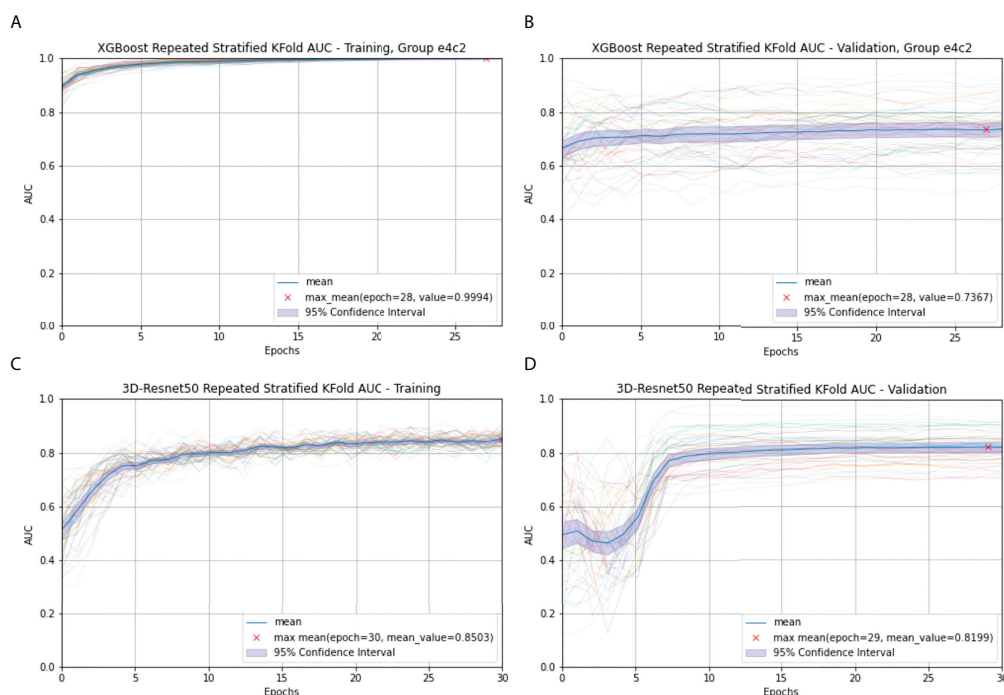 A
XGBoost Repeated Stratified KFold AUC - Training, Group e4c2
1.0
0.8
0.6
0.4
0.2
0.0
AUC
0 5 10 15 20 25
Epochs
mean
max_mean(epoch=28, value=0.9994)
95% Confidence Interval
B
XGBoost Repeated Stratified KFold AUC - Validation, Group e4c2
1.0
0.8
0.6
0.4
0.2
0.0
AUC
0 5 10 15 20 25
Epochs
mean
max_mean(epoch=28, value=0.7367)
95% Confidence Interval
C
3D-Resnet50 Repeated Stratified KFold AUC - Training
1.0
0.8
0.6
0.4
0.2
0.0
AUC
0 5 10 15 20 25 30
Epochs
mean
max mean(epoch=30, mean_value=0.8503)
95% Confidence Interval
D
3D-Resnet50 Repeated Stratified KFold AUC - Validation
1.0
0.8
0.6
0.4
0.2
0.0
AUC
0 5 10 15 20 25 30
Epochs
mean
max mean(epoch=29, mean_value=0.8199)
95% Confidence Interval